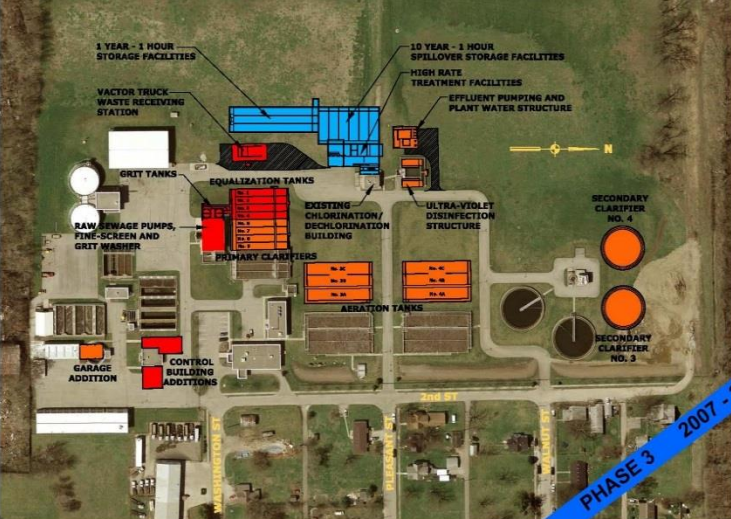 1 YEAR - 1 HOUR
STORAGE FACILITIES
10 YEAR - 1 HOUR
SPILLOVER STORAGE FACILITIES
HIGH RATE
TREATMENT FACILITIES
VACTOR TRUCK
WASTE RECEIVING
STATION
EFFLUENT PUMPING AND
PLANT WATER STRUCTURE
N
GRIT TANKS
EQUALIZATION TANKS
EXISTING
CHLORINATION/
DECHLORINATION
BUILDING
ULTRA-VIOLET
DISINFECTION
STRUCTURE
SECONDARY
CLARIFIER
NO. 4
RAW SEWAGE PUMPS,
FINE-SCREEN AND
GRIT WASHER
PRIMARY CLARIFIERS
AERATION TANKS
SECONDARY
CLARIFIER
NO. 3
GARAGE
ADDITION
CONTROL
BUILDING
ADDITIONS
2nd ST
WASHINGTON ST
PLEASANT ST
WALNUT ST
PHASE 3 2007 -